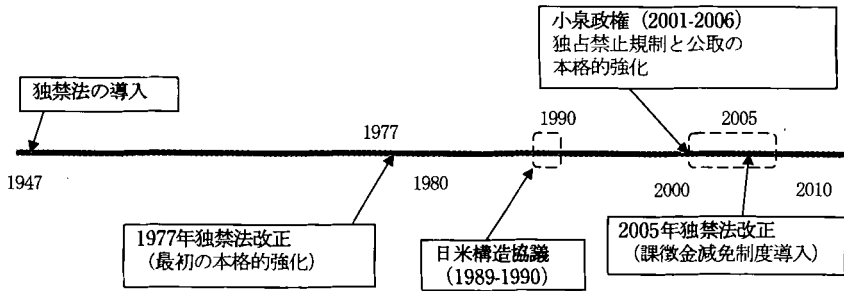 小泉政権（2001-2006）
独占禁止規制と公取の
本格的強化
独禁法の導入
1977
1990
2005
1947
1980
2000
2010
1977年独禁法改正
（最初の本格的強化）
日米構造協議
（1989-1990）
2005年独禁法改正
（課徴金減免制度導入）